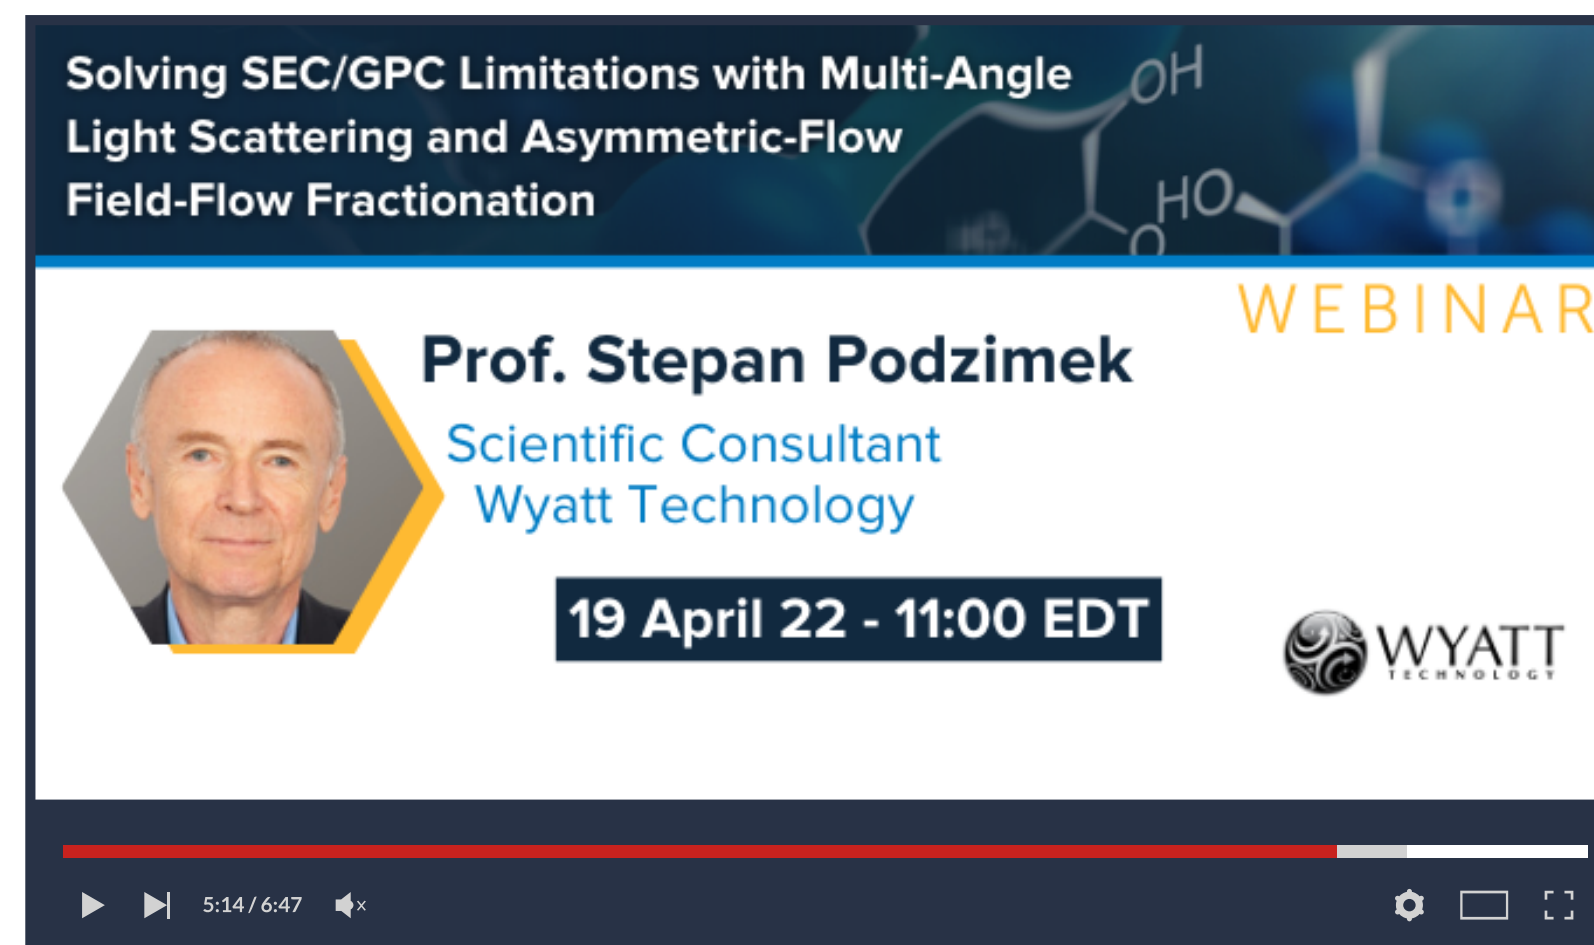 Solving SEC/GPC Limitations with Multi-Angle
Light Scattering and Asymmetric-Flow
Field-Flow Fractionation
OH
HO
O
WEBINAR
Prof. Stepan Podzimek
Scientific Consultant
Wyatt Technology
19 April 22 - 11:00 EDT
WYATT
TECHNOLOGY
5:14 / 6:47